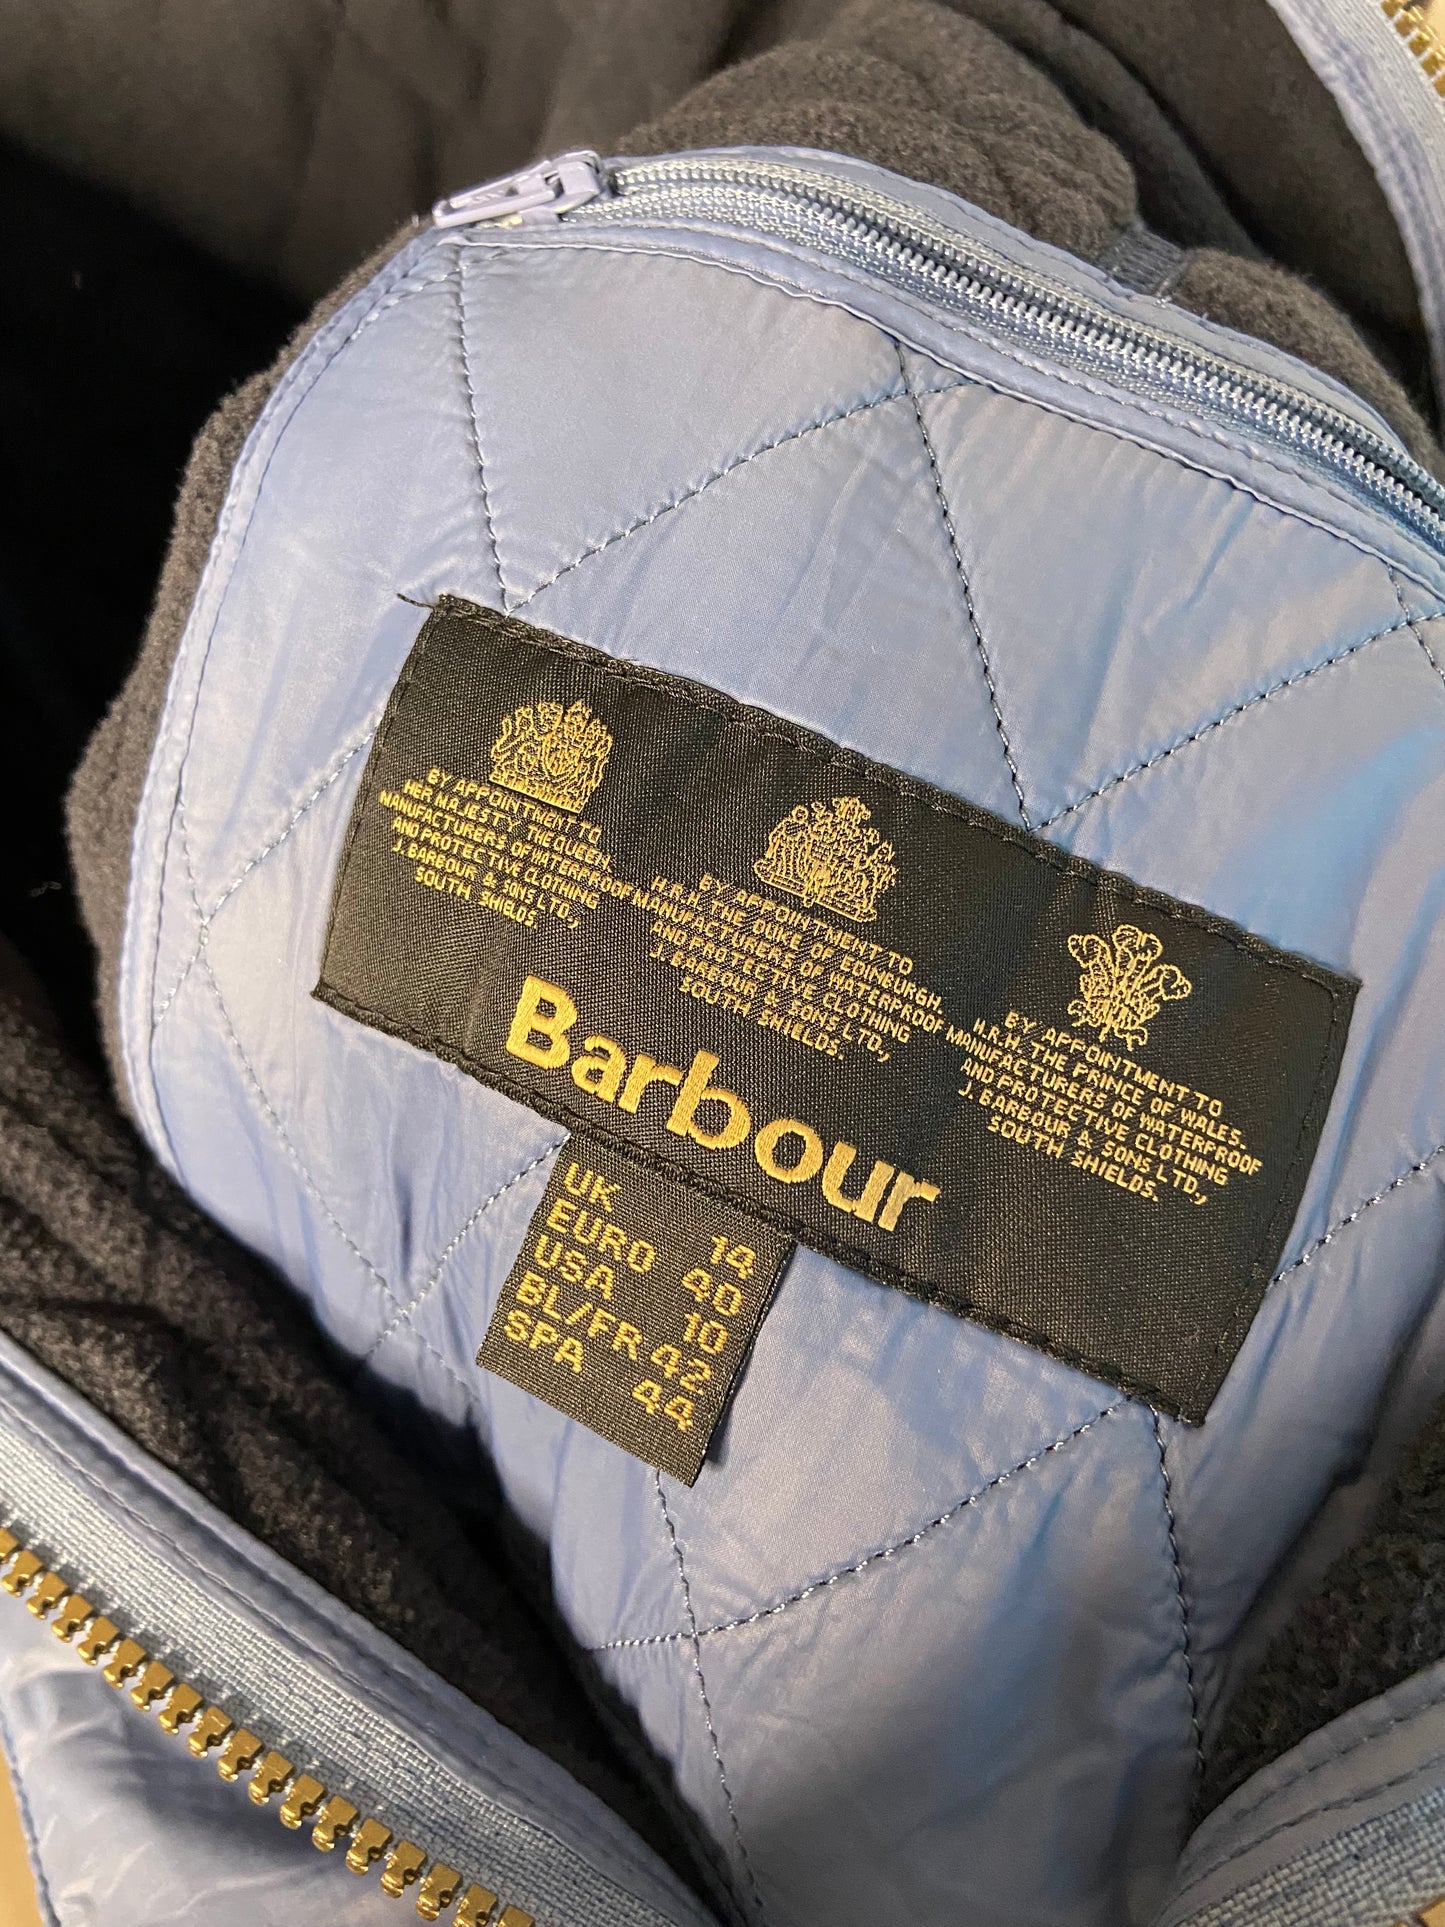 BY APPOINTMENT TO
HER MAJESTY THE QUEEN
MANUFACTURERS OF WATERPROOF
AND PROTECTIVE CLOTHING
J. BARBOUR & SONS LTD.,
SOUTH SHIELDS.
BY APPOINTMENT TO
H.R.H. THE DUKE OF EDINBURGH.
MANUFACTURERS OF WATERPROOF
AND PROTECTIVE CLOTHING
J. BARBOUR & SONS LTD.,
SOUTH SHIELDS.
BY APPOINTMENT TO
H.R.H. THE PRINCE OF WALES.
MANUFACTURERS OF WATERPROOF
AND PROTECTIVE CLOTHING
J. BARBOUR & SONS LTD.,
SOUTH SHIELDS.
Barbour
UK 14
EURO 40
USA 10
BL/FR 42
SPA 44